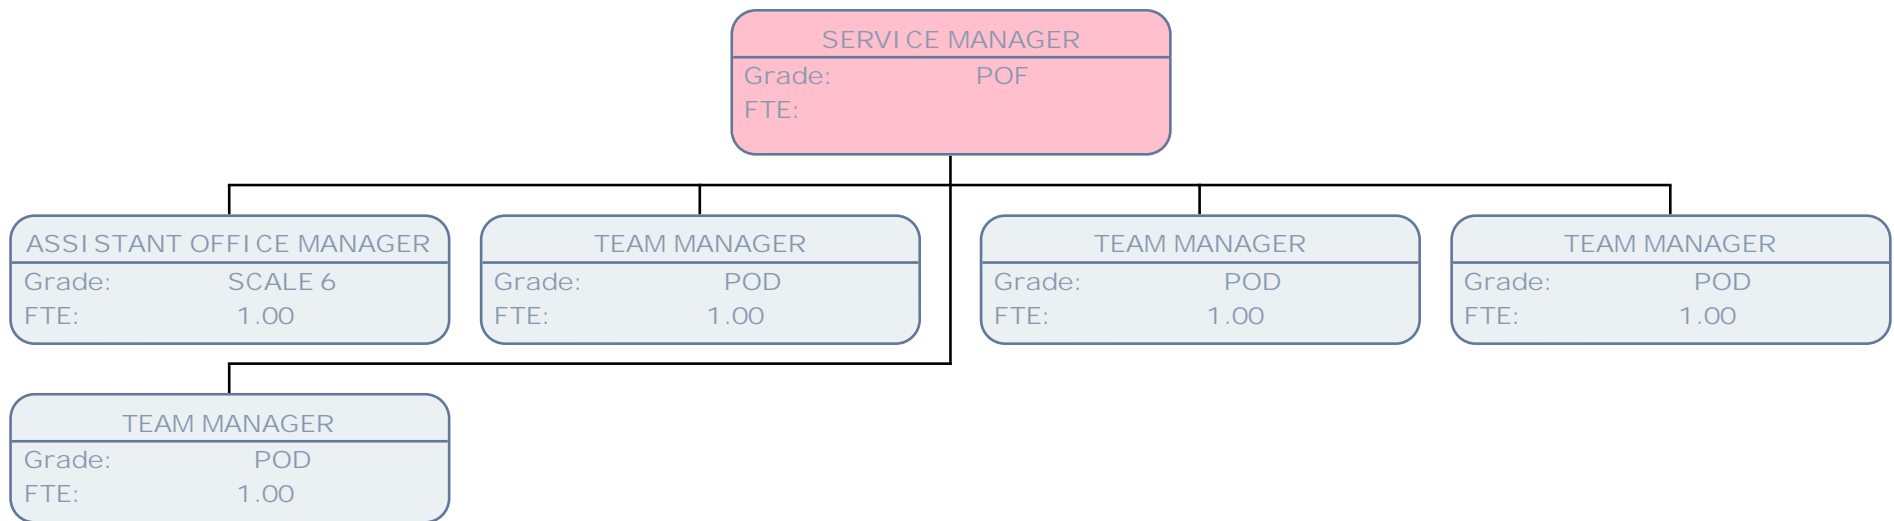 SERVICE MANAGER
Grade: POF
FTE:
ASSISTANT OFFICE MANAGER
Grade: SCALE 6
FTE: 1.00
TEAM MANAGER
Grade: POD
FTE: 1.00
TEAM MANAGER
Grade: POD
FTE: 1.00
TEAM MANAGER
Grade: POD
FTE: 1.00
TEAM MANAGER
Grade: POD
FTE: 1.00